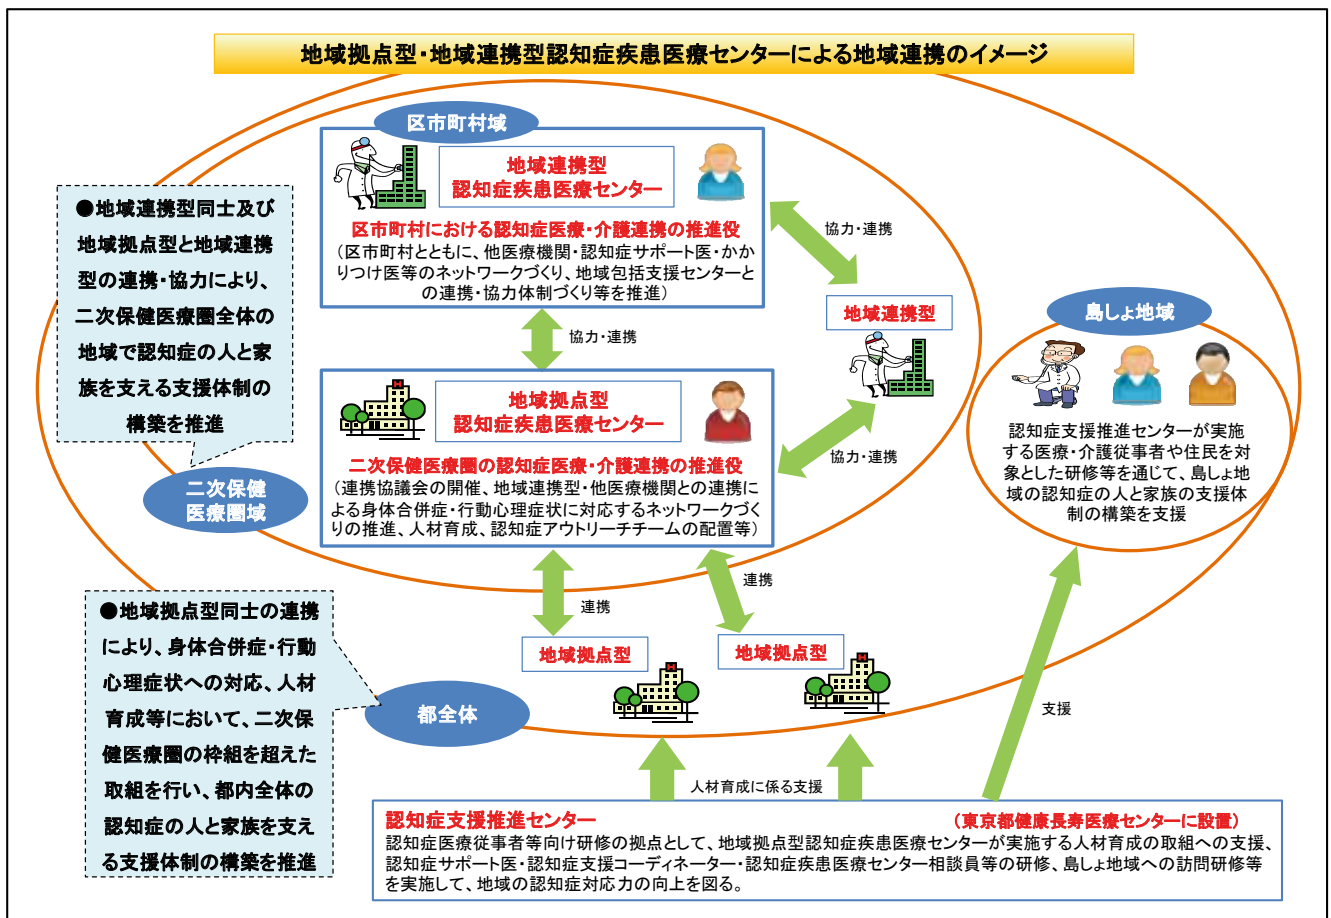 地域拠点型・地域連携型認知症疾患医療センターによる地域連携のイメージ
区市町村域
地域連携型
認知症疾患医療センター
区市町村における認知症医療・介護連携の推進役
（区市町村とともに、他医療機関・認知症サポート医・かか
りつけ医等のネットワークづくり、地域包括支援センターと
の連携・協力体制づくり等を推進）
●地域連携型同士及び
地域拠点型と地域連携
型の連携・協力により、
二次保健医療圏全体の
地域で認知症の人と家
族を支える支援体制の
構築を推進
協力・連携
地域連携型
協力・連携
協力・連携
H
地域拠点型
認知症疾患医療センター
二次保健医療圏の認知症医療・介護連携の推進役
（連携協議会の開催、地域連携型・他医療機関との連携に
よる身体合併症・行動心理症状に対応するネットワークづく
りの推進、人材育成、認知症アウトリーチチームの配置等）
二次保健
医療圏域
島しょ地域
認知症支援推進センターが実施
する医療・介護従事者や住民を対
象とした研修等を通じて、島しょ地
域の認知症の人と家族の支援体
制の構築を支援
連携
連携
地域拠点型
H
地域拠点型
H
●地域拠点型同士の連携
により、身体合併症・行動
心理症状への対応、人材
育成等において、二次保
健医療圏の枠組を超えた
取組を行い、都内全体の
認知症の人と家族を支え
る支援体制の構築を推進
都全体
支援
人材育成に係る支援
認知症支援推進センター （東京都健康長寿医療センターに設置）
認知症医療従事者等向け研修の拠点として、地域拠点型認知症疾患医療センターが実施する人材育成の取組への支援、
認知症サポート医・認知症支援コーディネーター・認知症疾患医療センター相談員等の研修、島しょ地域への訪問研修等
を実施して、地域の認知症対応力の向上を図る。